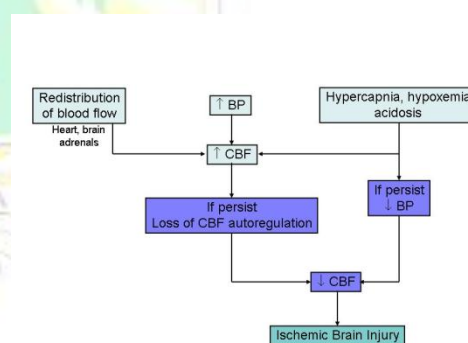 Redistribution
of blood flow
Heart, brain
adrenals
↑ BP
Hypercapnia, hypoxemia
acidosis
↑ CBF
If persist
Loss of CBF autoregulation
If persist
↓ BP
↓ CBF
Ischemic Brain Injury